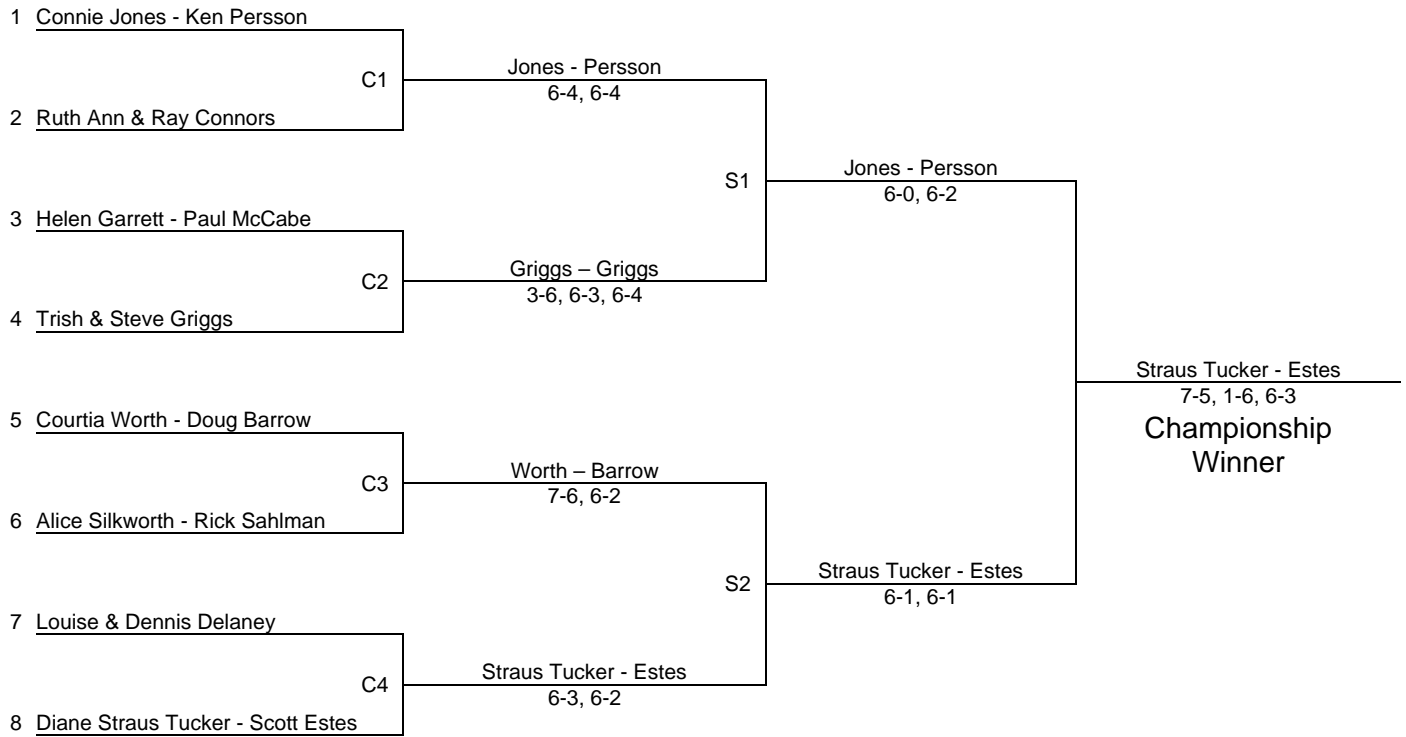 1 Connie Jones - Ken Persson
C1
Jones - Persson
6-4, 6-4
2 Ruth Ann & Ray Connors
S1
Jones - Persson
6-0, 6-2
3 Helen Garrett - Paul McCabe
C2
Griggs – Griggs
3-6, 6-3, 6-4
4 Trish & Steve Griggs
Straus Tucker - Estes
7-5, 1-6, 6-3
Championship
Winner
5 Courtia Worth - Doug Barrow
C3
Worth – Barrow
7-6, 6-2
6 Alice Silkworth - Rick Sahlman
S2
Straus Tucker - Estes
6-1, 6-1
7 Louise & Dennis Delaney
C4
Straus Tucker - Estes
6-3, 6-2
8 Diane Straus Tucker - Scott Estes